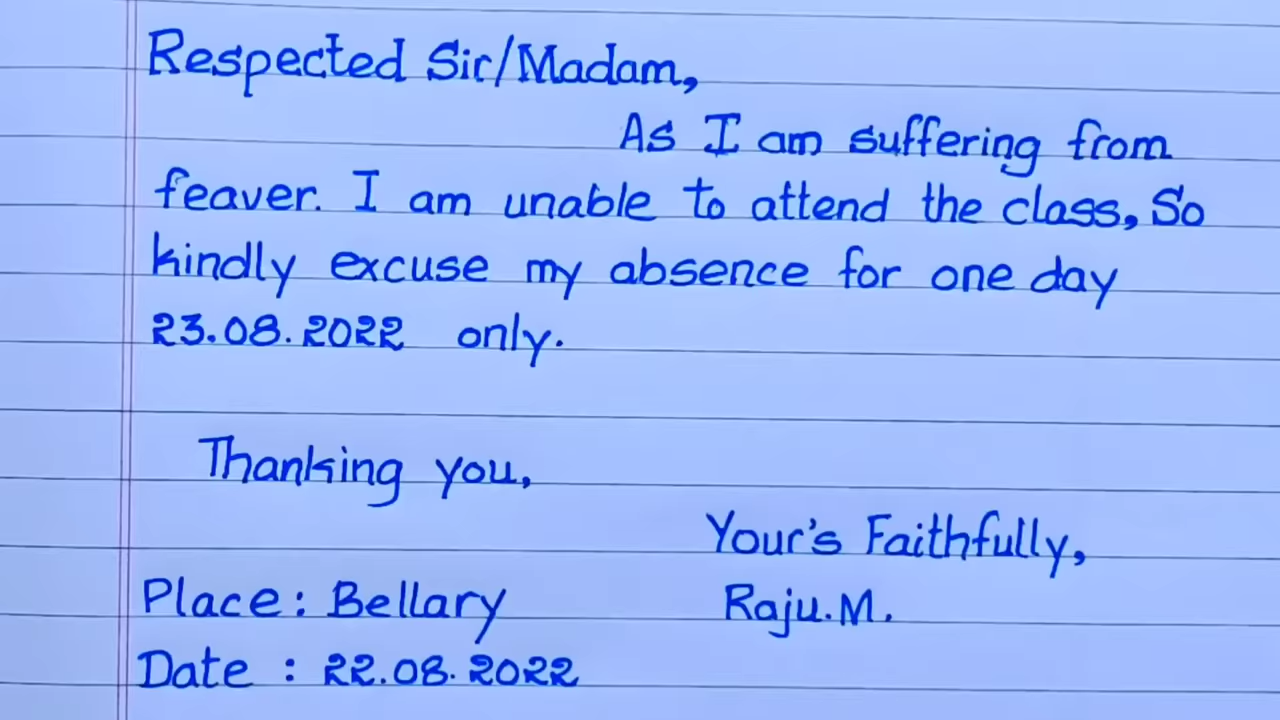 Respected Sir/Madam,
As I am suffering from
feaver. I am unable to attend the class, So
kindly excuse my absence for one day
23.08.2022 only.
Thanking you,
Your's Faithfully,
Place: Bellary Raju.M.
Date : 22.08.2022